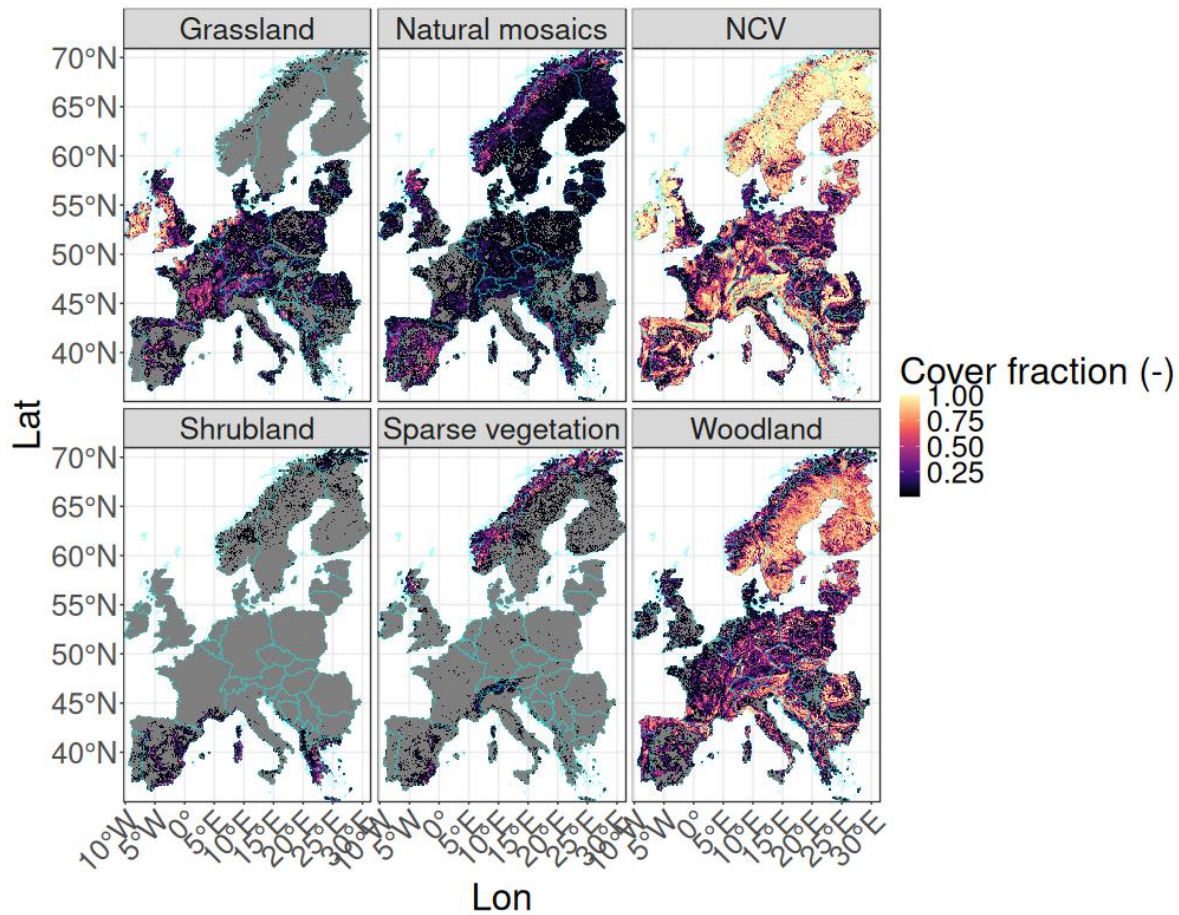 Grassland
Natural mosaics
NCV
70°N
65°N
60°N
55°N
50°N
45°N
40°N
Lat
Cover fraction (-)
1.00
0.75
0.50
0.25
Shrubland
Sparse vegetation
Woodland
70°N
65°N
60°N
55°N
50°N
45°N
40°N
10°W 5°W 0° 5°E 10°E 15°E 20°E 25°E 30°E
10°W 5°W 0° 5°E 10°E 15°E 20°E 25°E 30°E
10°W 5°W 0° 5°E 10°E 15°E 20°E 25°E 30°E
Lon